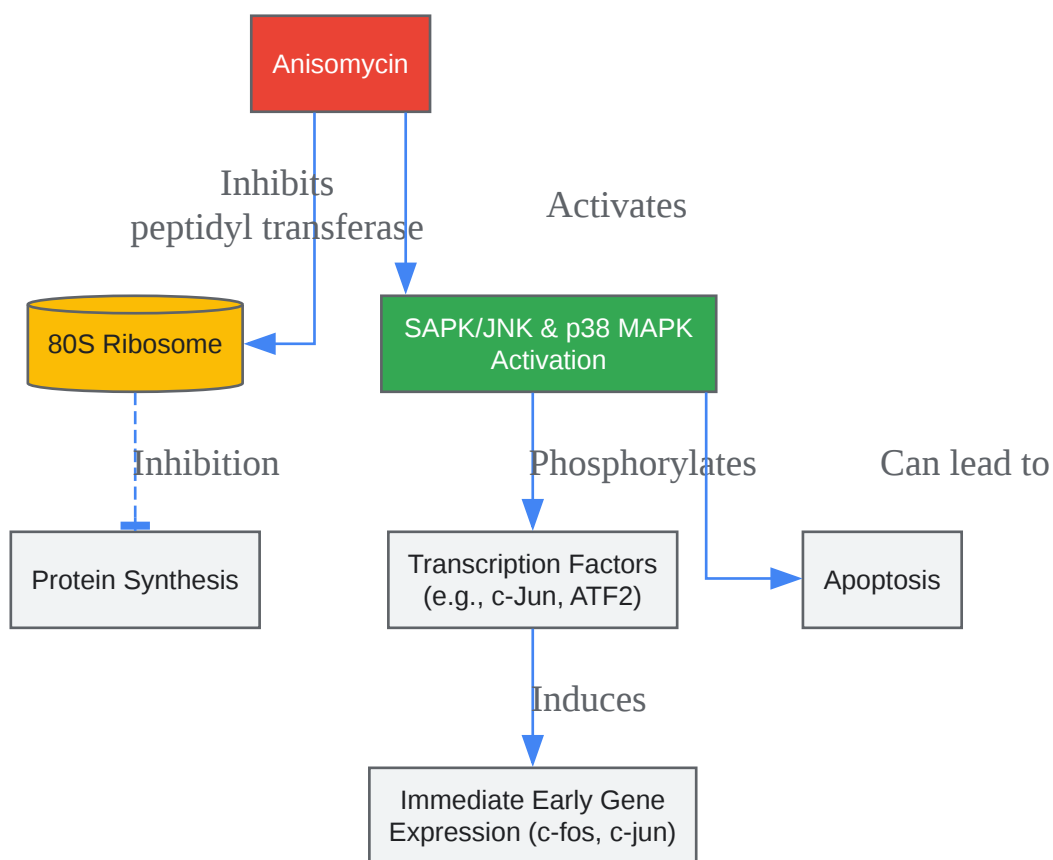 Anisomycin
Inhibits
peptidyl transferase
Activates
80S Ribosome
SAPK/JNK & p38 MAPK
Activation
Inhibition
Phosphorylates
Can lead to
Protein Synthesis
Transcription Factors
(e.g., c-Jun, ATF2)
Apoptosis
Induces
Immediate Early Gene
Expression (c-fos, c-jun)